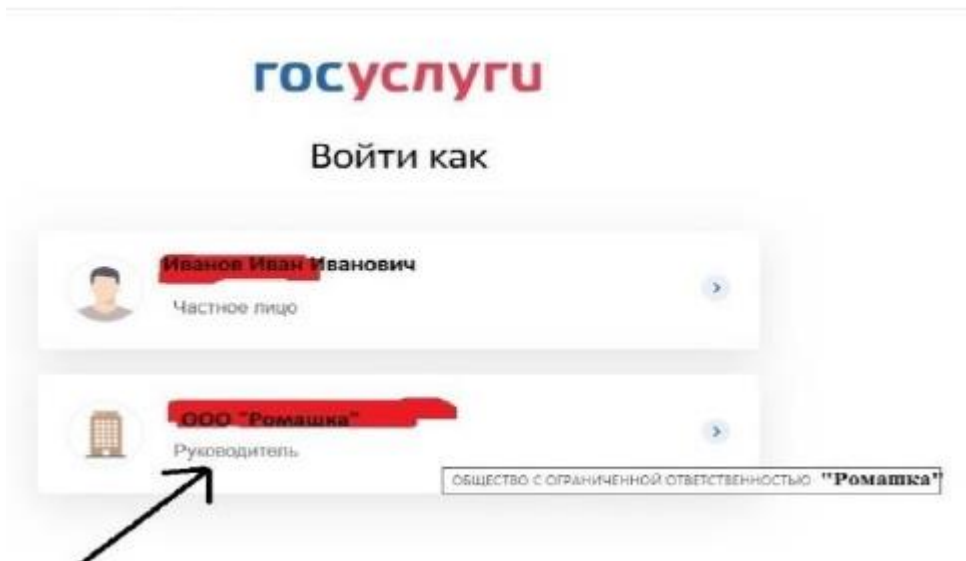 госуслуги
Войти как
Иванов Иван Иванович
Частное лицо
ООО "Ромашка"
Руководитель
ОБЩЕСТВО С ОГРАНИЧЕННОЙ ОТВЕТСТВЕННОСТЬЮ "Ромашка"